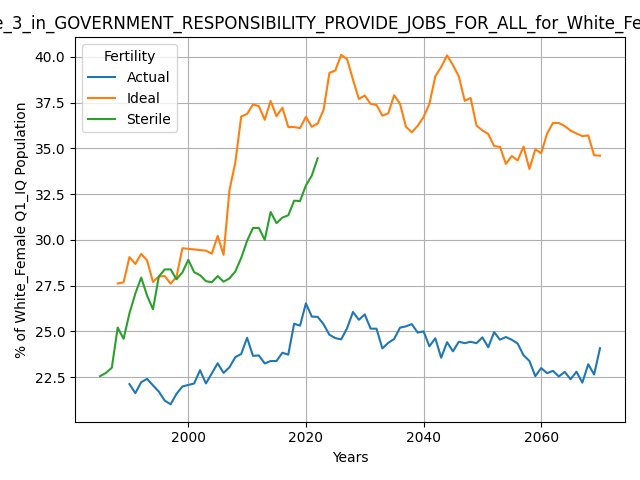 e_3_in_GOVERNMENT_RESPONSIBILITY_PROVIDE_JOBS_FOR_ALL_for_White_Fe
Fertility
Actual
Ideal
Sterile
% of White_Female Q1_IQ Population
40.0
37.5
35.0
32.5
30.0
27.5
25.0
22.5
2000
2020
2040
2060
Years